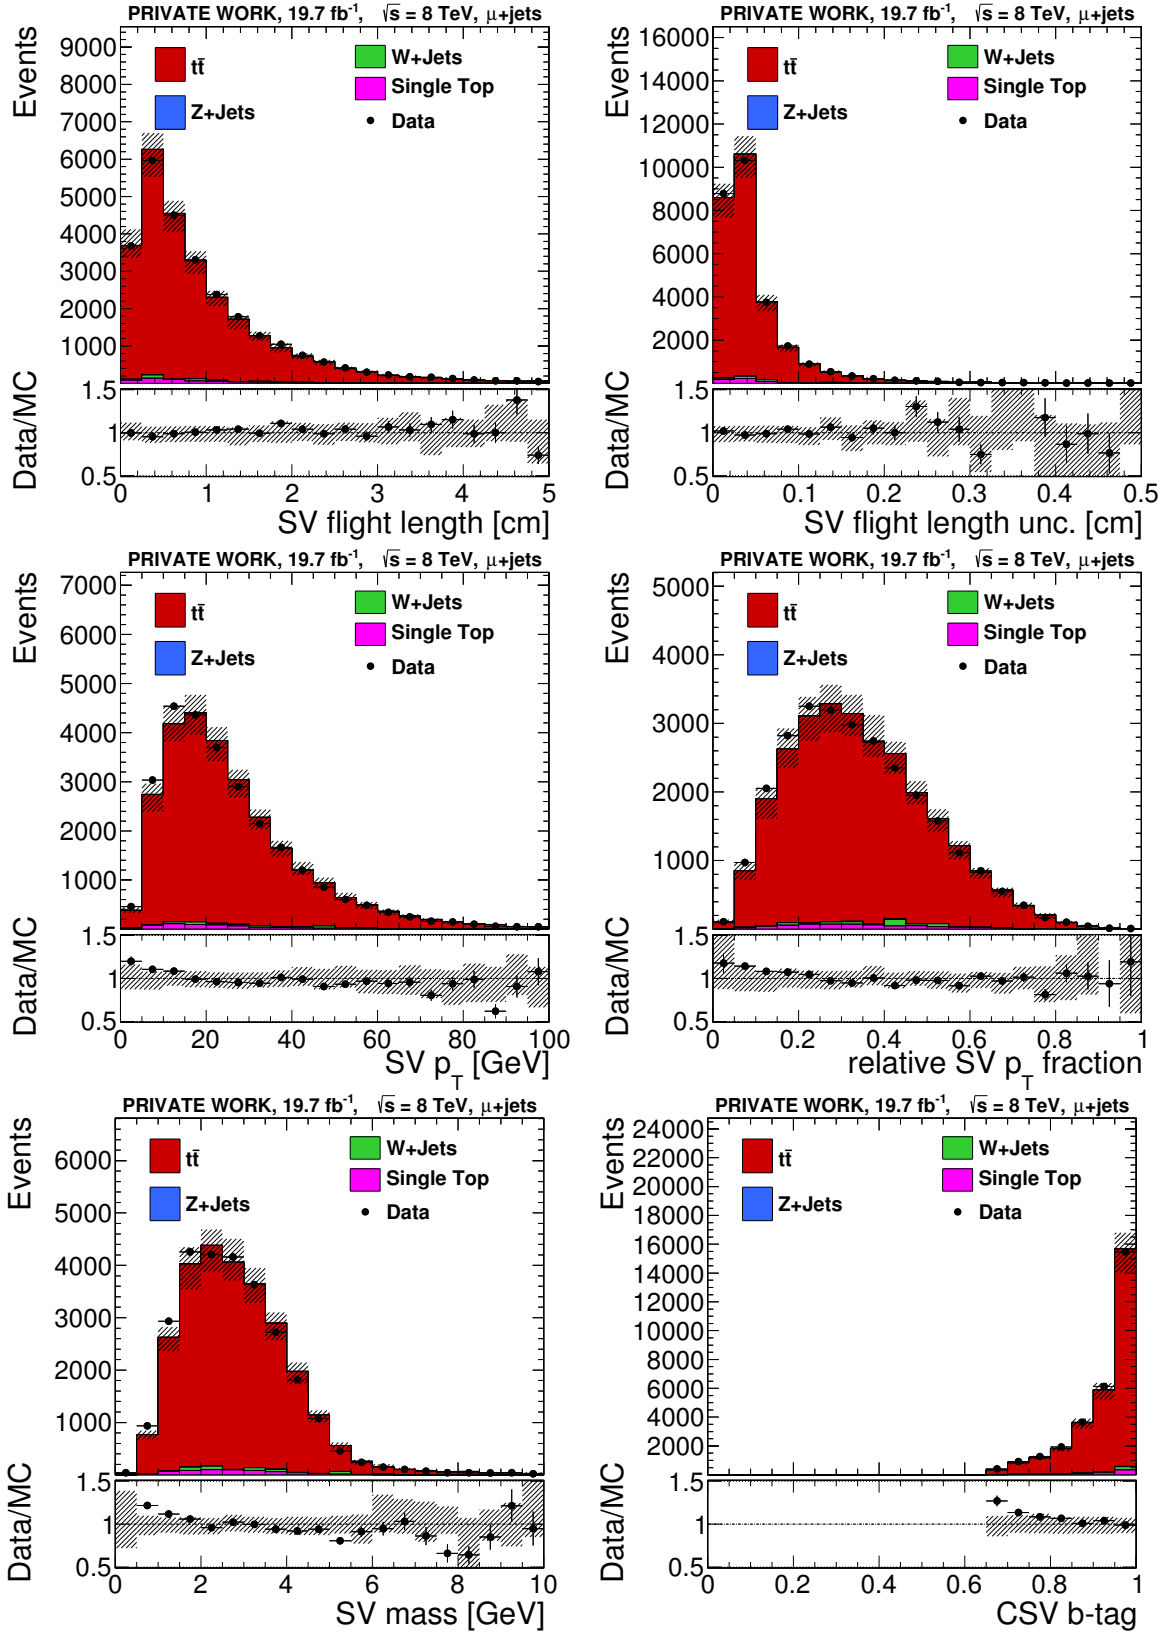 PRIVATE WORK, 19.7 fb⁻¹, √s = 8 TeV, μ+jets
Events
9000
8000
7000
6000
5000
4000
3000
2000
1000
tt̄
Z+Jets
W+Jets
Single Top
Data
Data/MC
1.5
1
0.5
0 1 2 3 4 5
SV flight length [cm]
PRIVATE WORK, 19.7 fb⁻¹, √s = 8 TeV, μ+jets
Events
16000
14000
12000
10000
8000
6000
4000
2000
tt̄
Z+Jets
W+Jets
Single Top
Data
Data/MC
1.5
1
0.5
0 0.1 0.2 0.3 0.4 0.5
SV flight length unc. [cm]
PRIVATE WORK, 19.7 fb⁻¹, √s = 8 TeV, μ+jets
Events
7000
6000
5000
4000
3000
2000
1000
tt̄
Z+Jets
W+Jets
Single Top
Data
Data/MC
1.5
1
0.5
0 20 40 60 80 100
SV p_T [GeV]
PRIVATE WORK, 19.7 fb⁻¹, √s = 8 TeV, μ+jets
Events
5000
4000
3000
2000
1000
tt̄
Z+Jets
W+Jets
Single Top
Data
Data/MC
1.5
1
0.5
0 0.2 0.4 0.6 0.8 1
relative SV p_T fraction
PRIVATE WORK, 19.7 fb⁻¹, √s = 8 TeV, μ+jets
Events
6000
5000
4000
3000
2000
1000
tt̄
Z+Jets
W+Jets
Single Top
Data
Data/MC
1.5
1
0.5
0 2 4 6 8 10
SV mass [GeV]
PRIVATE WORK, 19.7 fb⁻¹, √s = 8 TeV, μ+jets
Events
24000
22000
20000
18000
16000
14000
12000
10000
8000
6000
4000
2000
tt̄
Z+Jets
W+Jets
Single Top
Data
Data/MC
1.5
1
0.5
0 0.2 0.4 0.6 0.8 1
CSV b-tag